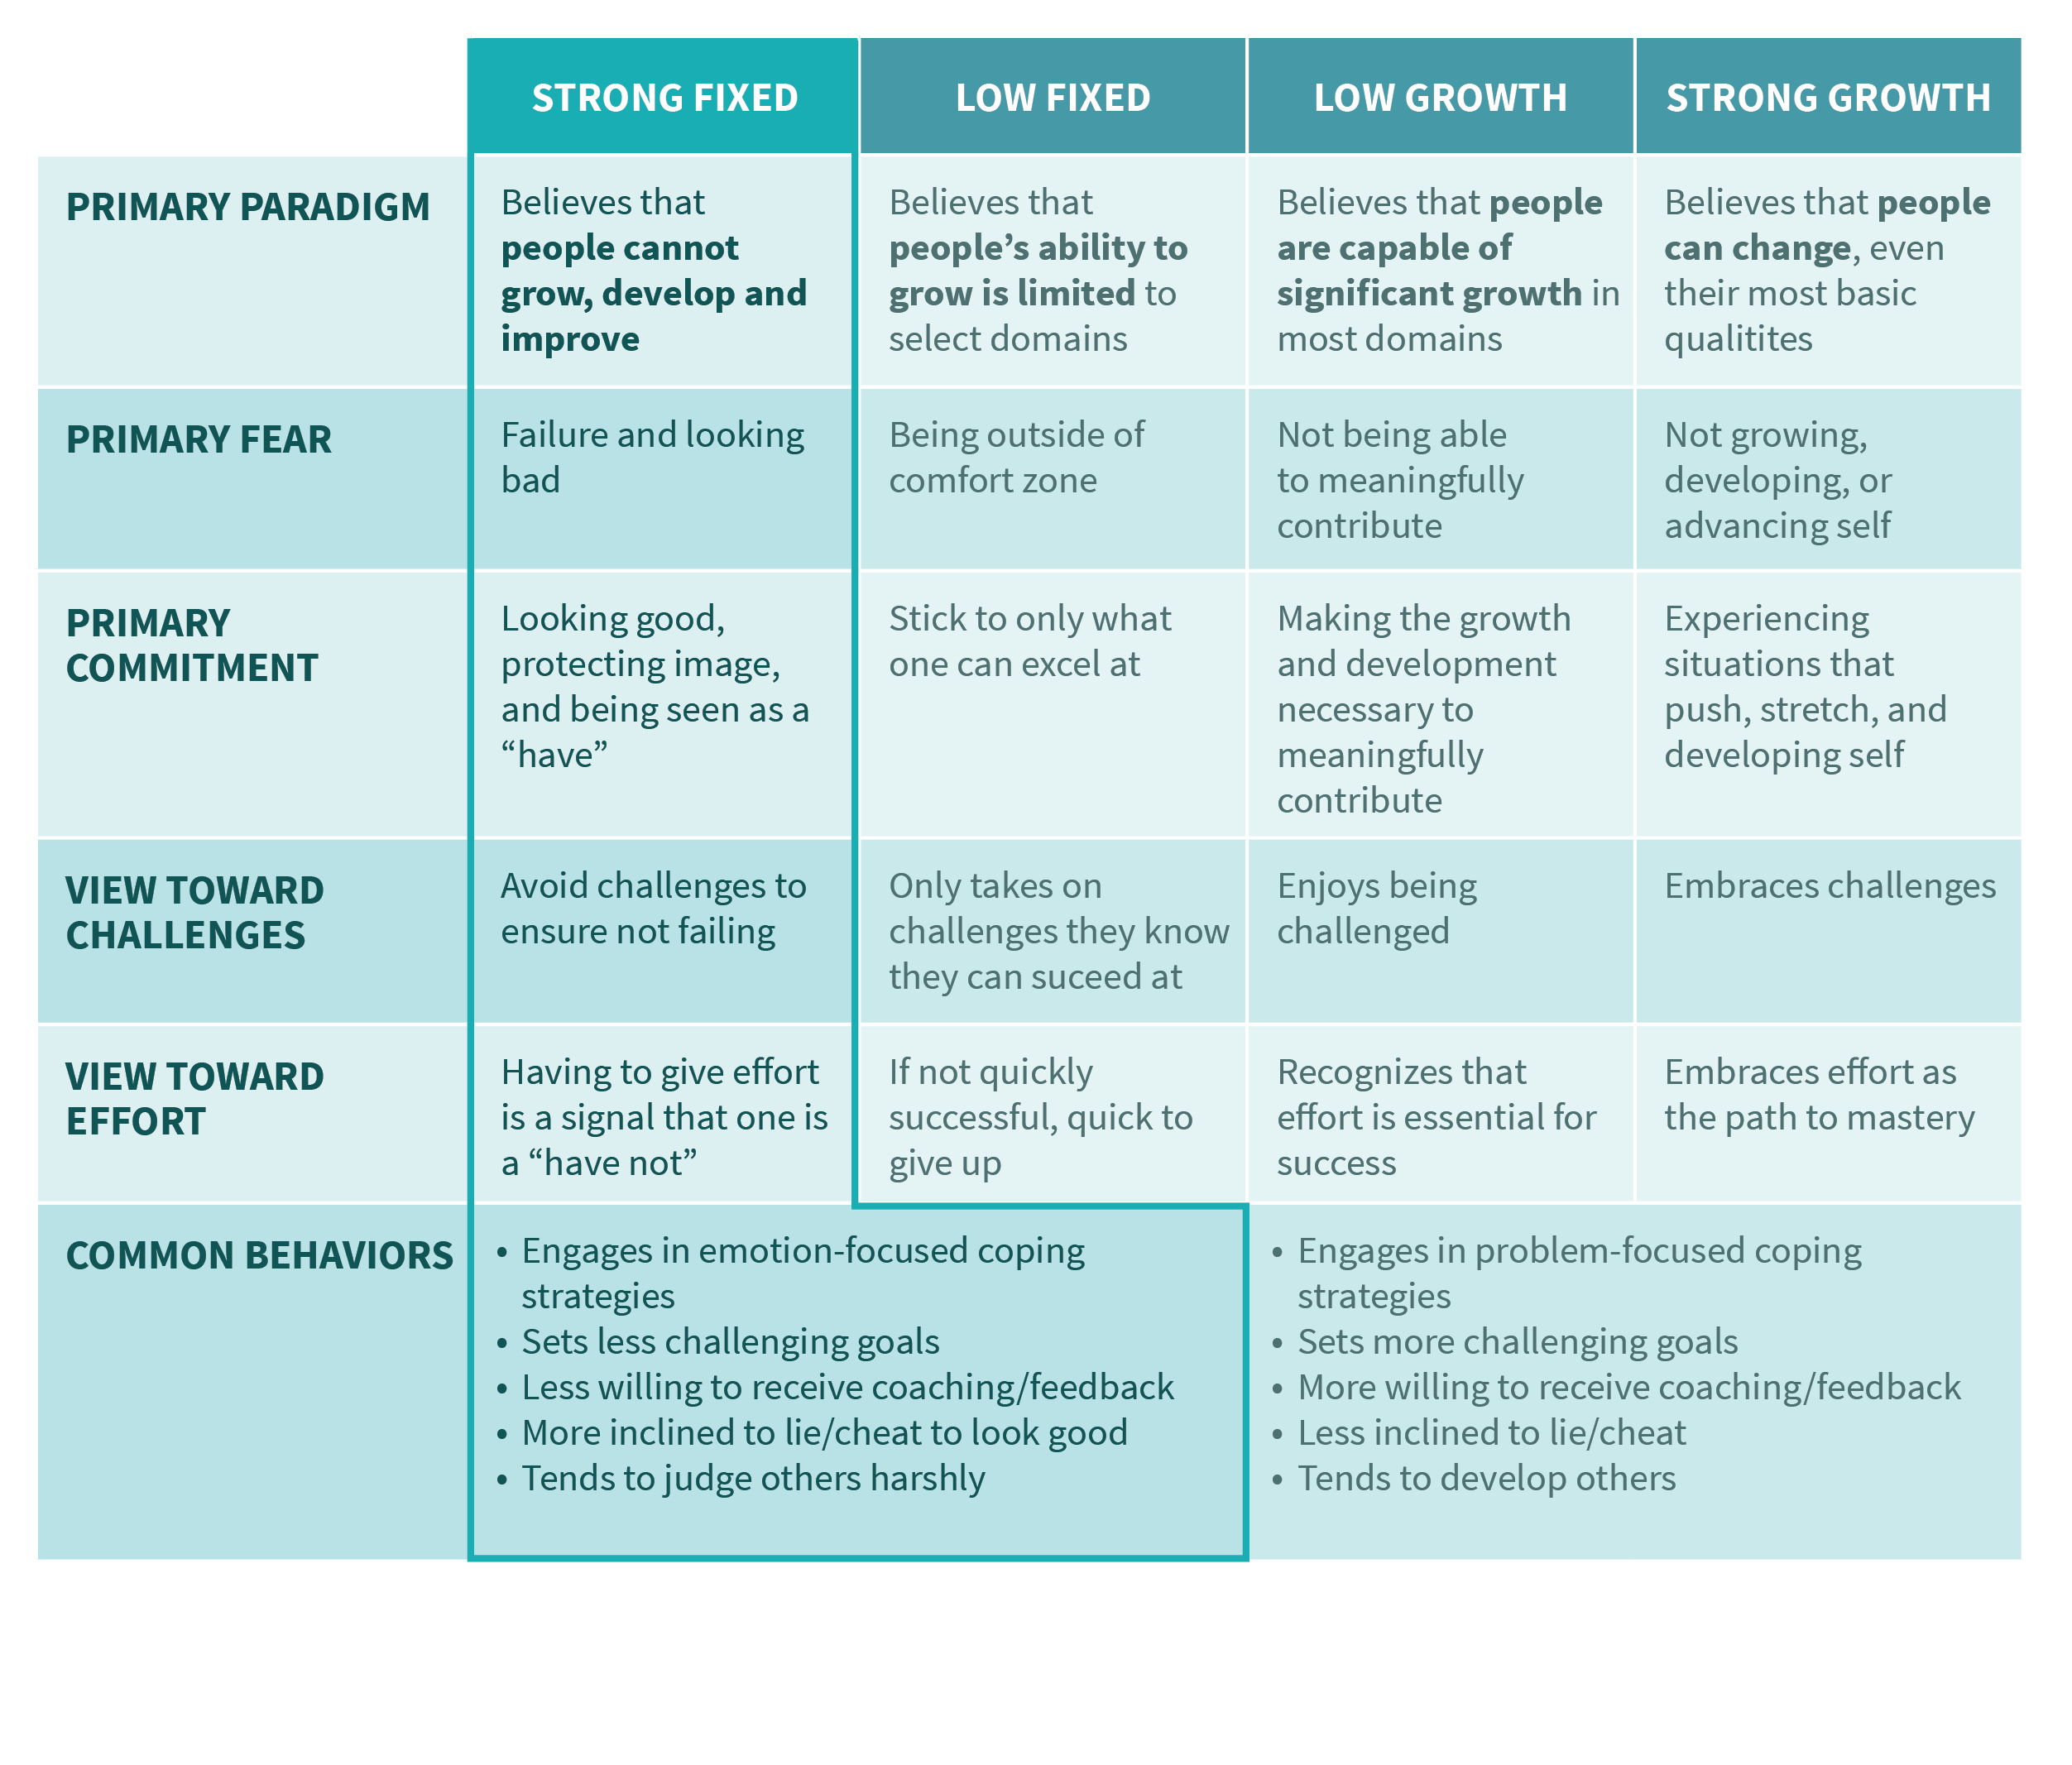 STRONG FIXED
LOW FIXED
LOW GROWTH
STRONG GROWTH
PRIMARY PARADIGM
Believes that
people cannot
grow, develop and
improve
Believes that
people’s ability to
grow is limited to
select domains
Believes that people
are capable of
significant growth in
most domains
Believes that people
can change, even
their most basic
qualitites
PRIMARY FEAR
Failure and looking
bad
Being outside of
comfort zone
Not being able
to meaningfully
contribute
Not growing,
developing, or
advancing self
PRIMARY
COMMITMENT
Looking good,
protecting image,
and being seen as a
“have”
Stick to only what
one can excel at
Making the growth
and development
necessary to
meaningfully
contribute
Experiencing
situations that
push, stretch, and
developing self
VIEW TOWARD
CHALLENGES
Avoid challenges to
ensure not failing
Only takes on
challenges they know
they can suceed at
Enjoys being
challenged
Embraces challenges
VIEW TOWARD
EFFORT
Having to give effort
is a signal that one is
a “have not”
If not quickly
successful, quick to
give up
Recognizes that
effort is essential for
success
Embraces effort as
the path to mastery
COMMON BEHAVIORS
• Engages in emotion-focused coping
strategies
• Sets less challenging goals
• Less willing to receive coaching/feedback
• More inclined to lie/cheat to look good
• Tends to judge others harshly
• Engages in problem-focused coping
strategies
• Sets more challenging goals
• More willing to receive coaching/feedback
• Less inclined to lie/cheat
• Tends to develop others